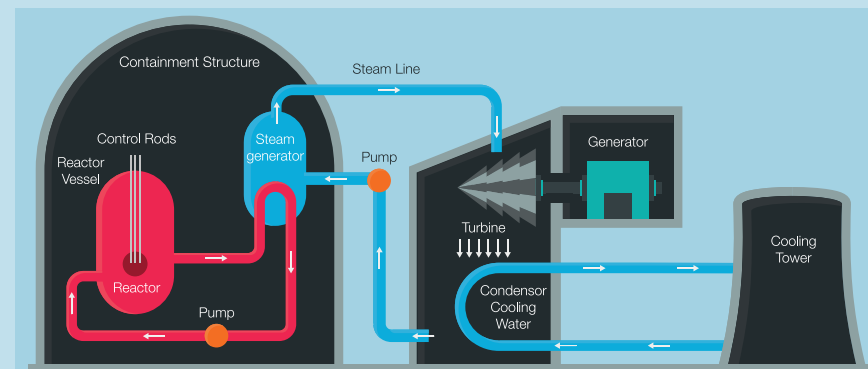 Containment Structure
Steam Line
Control Rods
Reactor
Vessel
Steam
generator
Pump
Generator
Turbine
Cooling
Tower
Condensor
Cooling
Water
Reactor
Pump